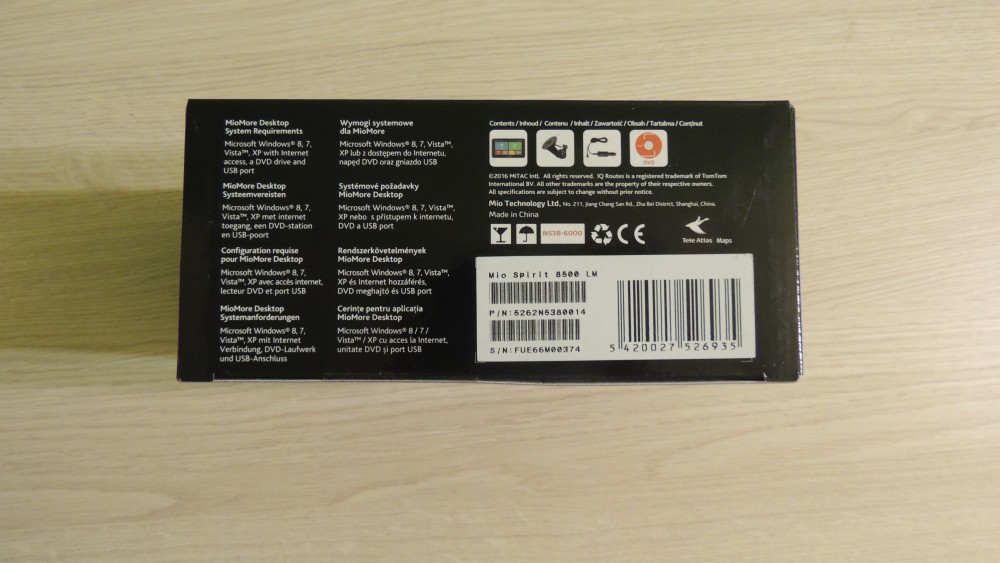 MioMore Desktop
System Requirements
Microsoft Windows® 8, 7,
Vista™, XP with Internet
access, a DVD drive and
USB port
MioMore Desktop
Systeemvereisten
Microsoft Windows® 8, 7,
Vista™, XP met internet
toegang, een DVD-station
en USB-poort
Configuration requise
pour MioMore Desktop
Microsoft Windows® 8, 7,
Vista™, XP avec accès internet,
lecteur DVD et port USB
MioMore Desktop
Systemanforderungen
Microsoft Windows® 8, 7,
Vista™, XP mit Internet
Verbindung, DVD-Laufwerk
und USB-Anschluss
Wymogi systemowe
dla MioMore
Microsoft Windows® 8, 7, Vista™,
XP lub z dostępem do Internetu,
napęd DVD oraz gniazdo USB
Systémové požadavky
MioMore Desktop
Microsoft Windows® 8, 7, Vista™,
XP nebo s přístupem k internetu,
DVD a USB port
Rendszerkövetelmények
MioMore Desktop
Microsoft Windows® 8, 7, Vista™,
XP és Internet hozzáférés,
DVD meghajtó és USB port
Cerințe pentru aplicația
MioMore Desktop
Microsoft Windows® 8 / 7 /
Vista™ / XP cu acces la Internet,
unitate DVD și port USB
Contents / Inhoud / Contenu / Inhalt / Zawartość / Obsah / Tartalma / Conținut
DVD
©2016 MiTAC Intl. All rights reserved. IQ Routes is a registered trademark of TomTom
International BV. All other trademarks are the property of their respective owners.
All specifications are subject to change without prior notice.
Mio Technology Ltd, No. 211, Jiang Chang San Rd., Zha Bei District, Shanghai, China.
Made in China
N538-6000
CE
Tele Atlas Maps
Mio Spirit 8500 LM
P/N:5262N5380014
S/N:FUE66M00374
5 420027 526935